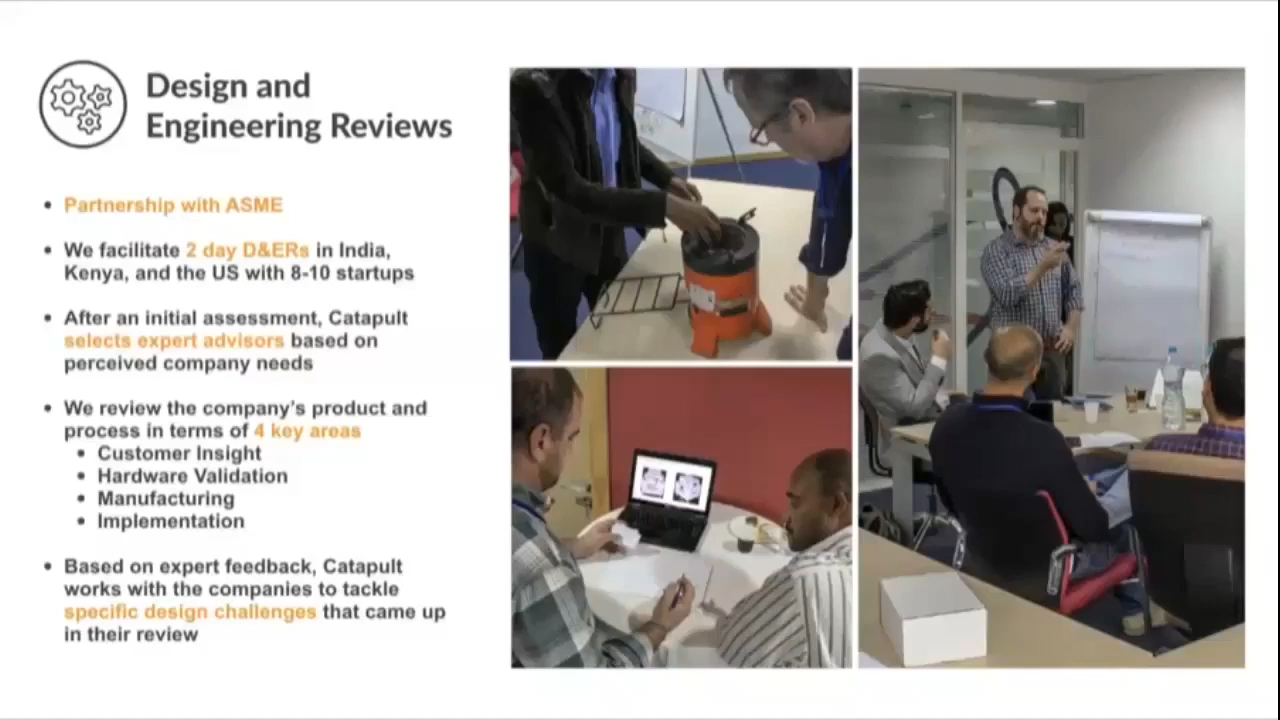 Design and
Engineering Reviews
• Partnership with ASME
• We facilitate 2 day D&ERs in India,
Kenya, and the US with 8-10 startups
• After an initial assessment, Catapult
selects expert advisors based on
perceived company needs
• We review the company's product and
process in terms of 4 key areas
• Customer Insight
• Hardware Validation
• Manufacturing
• Implementation
• Based on expert feedback, Catapult
works with the companies to tackle
specific design challenges that came up
in their review